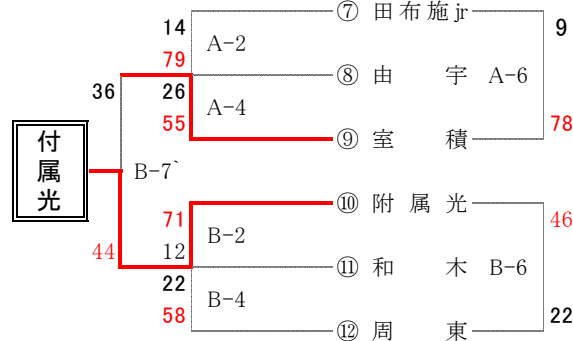 ⑦ 田布施jr
14
9
A-2
79
⑧ 由 宇 A-6
36
26
A-4
55
78
⑨ 室 積
付属光
B-7`
71
⑩ 附属光
46
B-2
44
12
⑪ 和 木 B-6
22
B-4
58
22
⑫ 周 東